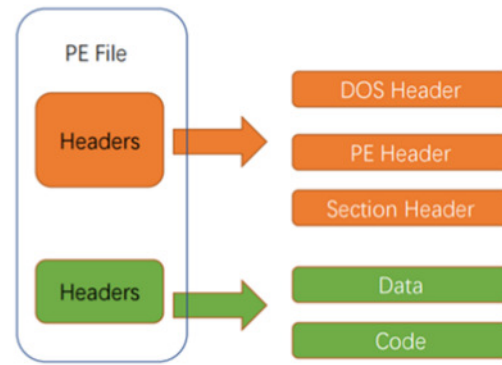 PE File
Headers
DOS Header
PE Header
Section Header
Headers
Data
Code